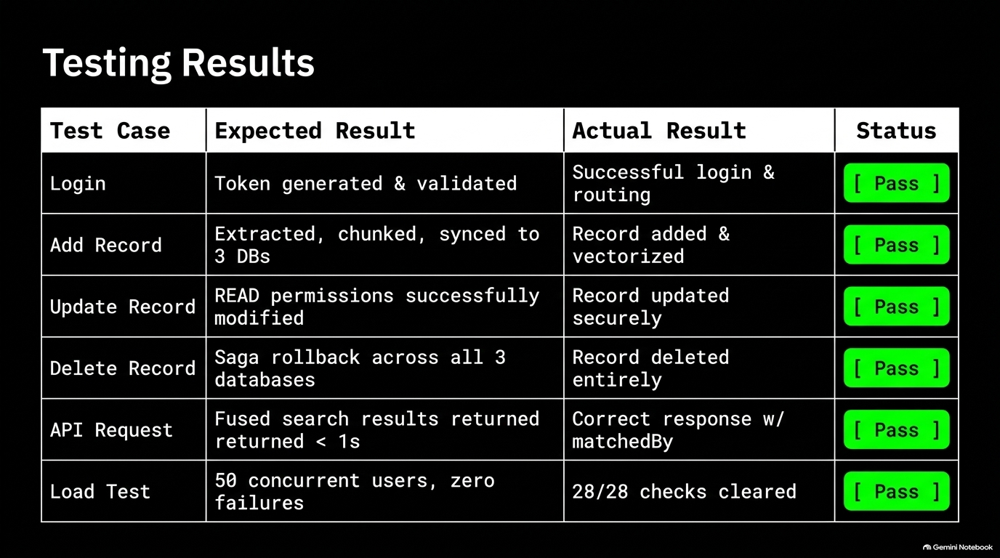 Testing Results
Test Case Expected Result Actual Result Status
Login
Token generated & validated
Successful login &
routing
[ Pass ]
Add Record
Extracted, chunked, synced to
3 DBs
Record added &
vectorized
[ Pass ]
Update Record
READ permissions successfully
modified
Record updated
securely
[ Pass ]
Delete Record
Saga rollback across all 3
databases
Record deleted
entirely
[ Pass ]
API Request
Fused search results returned
returned < 1s
Correct response w/
matchedBy
[ Pass ]
Load Test
50 concurrent users, zero
failures
28/28 checks cleared
[ Pass ]
Gemini Notebook